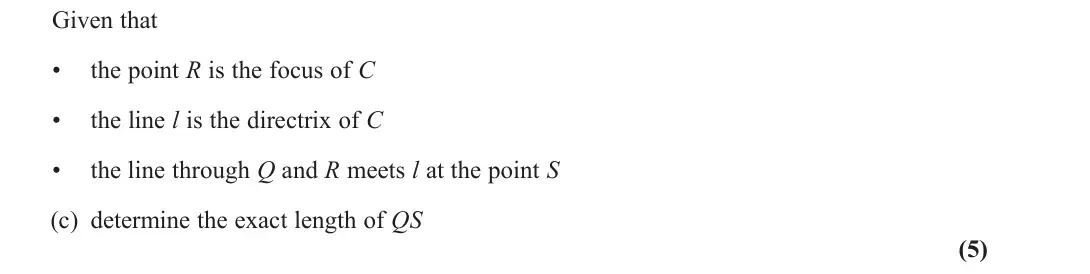 Given that
• the point R is the focus of C
• the line l is the directrix of C
• the line through Q and R meets l at the point S
(c) determine the exact length of QS
(5)